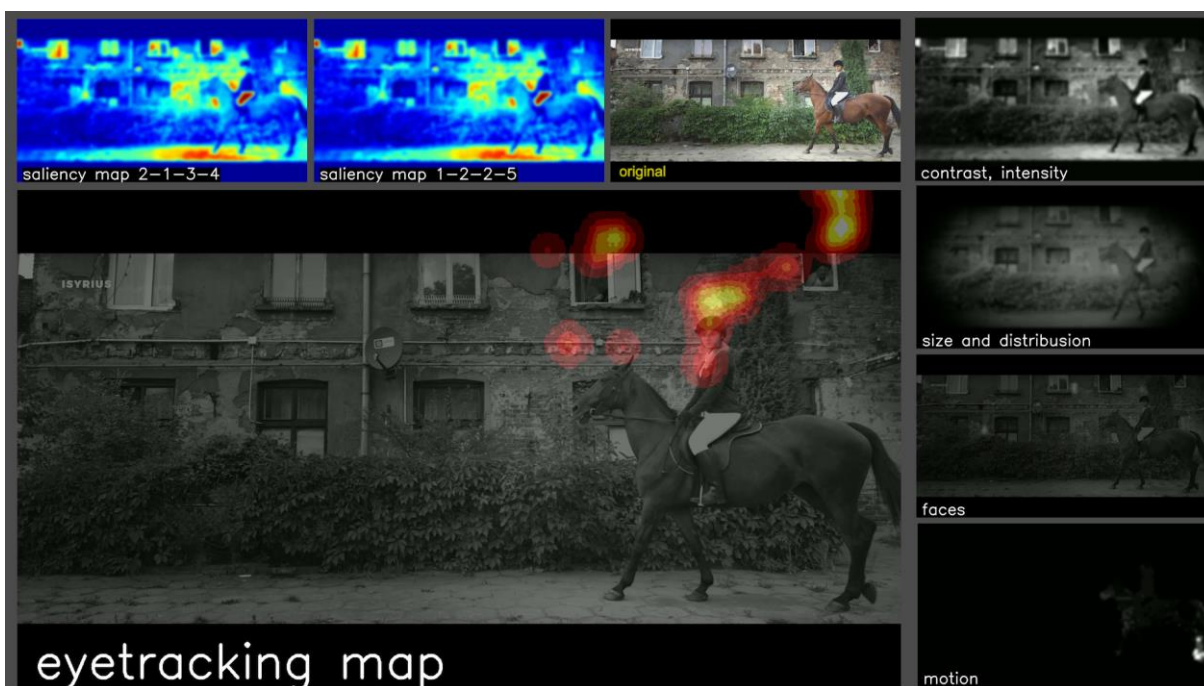 saliency map 2-1-3-4
saliency map 1-2-2-5
original
contrast, intensity
ISYRIUS
size and distribusion
faces
eyetracking map
motion